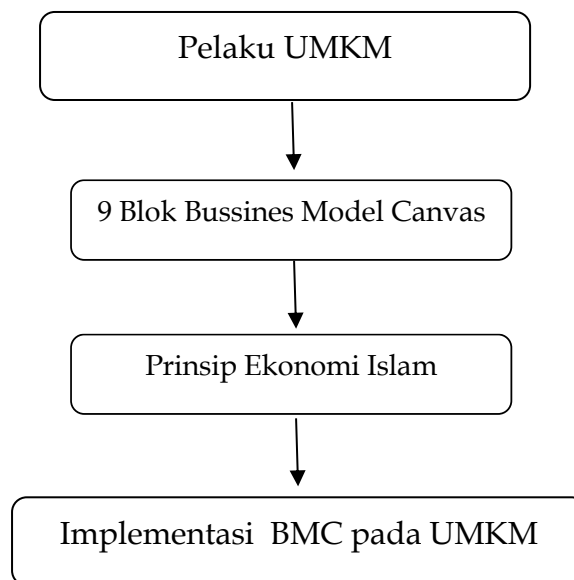 Pelaku UMKM
9 Blok Bussines Model Canvas
Prinsip Ekonomi Islam
Implementasi  BMC pada UMKM